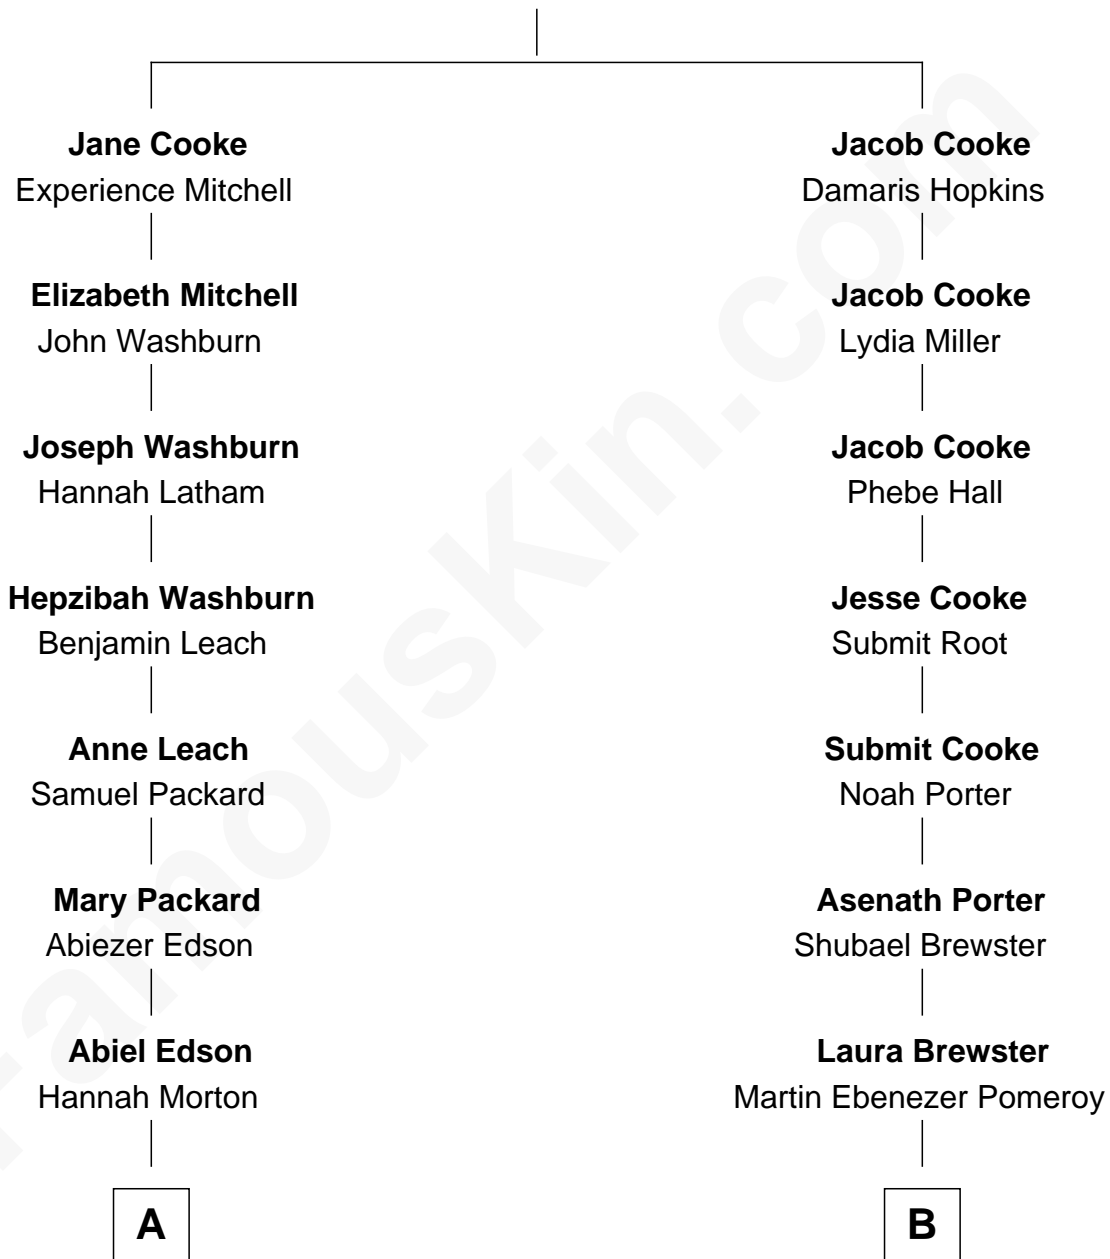 Jane Cooke
Experience Mitchell
Elizabeth Mitchell
John Washburn
Joseph Washburn
Hannah Latham
Hepzibah Washburn
Benjamin Leach
Anne Leach
Samuel Packard
Mary Packard
Abiezer Edson
Abiel Edson
Hannah Morton
A
Jacob Cooke
Damaris Hopkins
Jacob Cooke
Lydia Miller
Jacob Cooke
Phebe Hall
Jesse Cooke
Submit Root
Submit Cooke
Noah Porter
Asenath Porter
Shubael Brewster
Laura Brewster
Martin Ebenezer Pomeroy
B
FamousKin.com